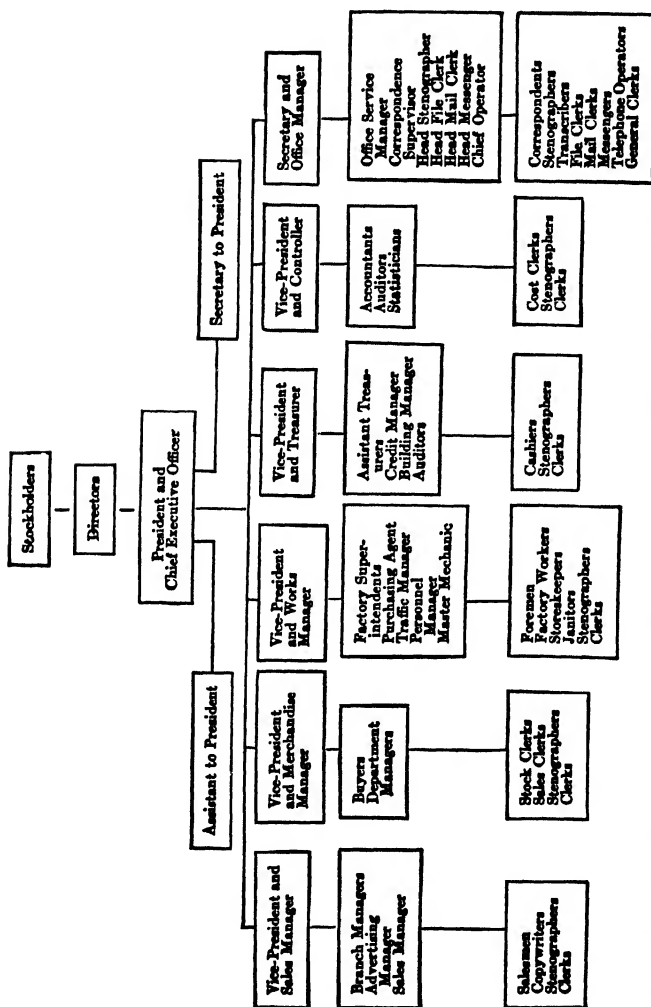 Stockholders
Directors
President and
Chief Executive Officer
Assistant to President
Secretary to President
Vice-President and
Sales Manager
Vice-President
and Merchandise
Manager
Vice-President
and Works
Manager
Vice-President
and Treasurer
Vice-President
and Controller
Secretary and
Office Manager
Branch Managers
Advertising
Manager
Sales Manager
Buyers
Department
Managers
Factory Super-
intendents
Purchasing Agent
Traffic Manager
Personnel
Manager
Master Mechanic
Assistant Treas-
urers
Credit Manager
Building Manager
Auditors
Accountants
Auditors
Statisticians
Office Service
Manager
Correspondence
Supervisor
Head Stenographer
Head File Clerk
Head Mail Clerk
Head Messenger
Chief Operator
Salesmen
Copywriters
Stenographers
Clerks
Stock Clerks
Sales Clerks
Stenographers
Clerks
Foremen
Factory Workers
Storeskeepers
Janitors
Stenographers
Clerks
Cashiers
Stenographers
Clerks
Cost Clerks
Stenographers
Clerks
Correspondents
Stenographers
Transcribers
File Clerks
Mail Clerks
Messengers
Telephone Operators
General Clerks